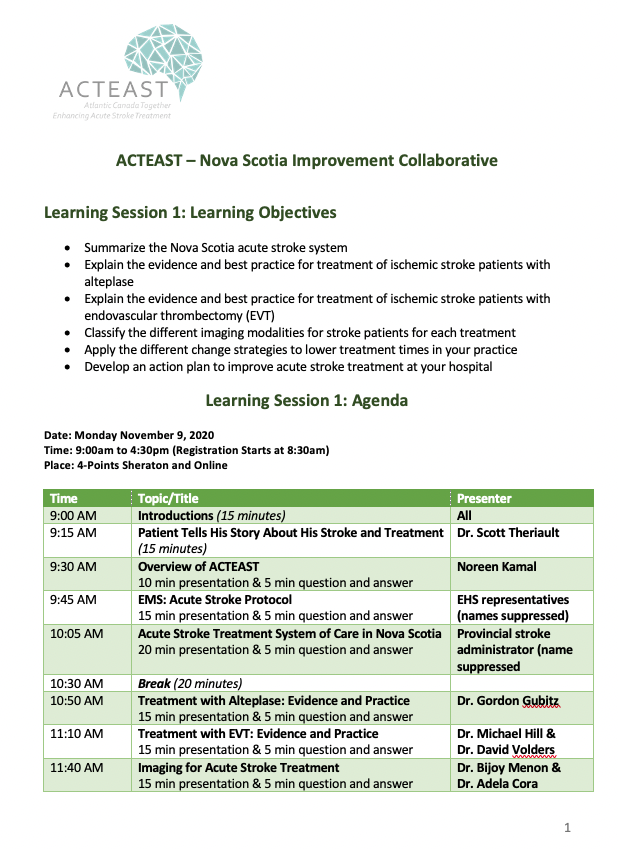 ACTEAST
Atlantic Canada Together
Enhancing Acute Stroke Treatment
ACTEAST – Nova Scotia Improvement Collaborative
Learning Session 1: Learning Objectives
• Summarize the Nova Scotia acute stroke system
• Explain the evidence and best practice for treatment of ischemic stroke patients with
alteplase
• Explain the evidence and best practice for treatment of ischemic stroke patients with
endovascular thrombectomy (EVT)
• Classify the different imaging modalities for stroke patients for each treatment
• Apply the different change strategies to lower treatment times in your practice
• Develop an action plan to improve acute stroke treatment at your hospital
Learning Session 1: Agenda
Date: Monday November 9, 2020
Time: 9:00am to 4:30pm (Registration Starts at 8:30am)
Place: 4-Points Sheraton and Online
Time Topic/Title Presenter
9:00 AM Introductions (15 minutes) All
9:15 AM Patient Tells His Story About His Stroke and Treatment Dr. Scott Theriault
(15 minutes)
9:30 AM Overview of ACTEAST Noreen Kamal
10 min presentation & 5 min question and answer
9:45 AM EMS: Acute Stroke Protocol EHS representatives
15 min presentation & 5 min question and answer (names suppressed)
10:05 AM Acute Stroke Treatment System of Care in Nova Scotia Provincial stroke
20 min presentation & 5 min question and answer administrator (name
suppressed
10:30 AM Break (20 minutes)
10:50 AM Treatment with Alteplase: Evidence and Practice Dr. Gordon Gubitz
15 min presentation & 5 min question and answer
11:10 AM Treatment with EVT: Evidence and Practice Dr. Michael Hill &
15 min presentation & 5 min question and answer Dr. David Volders
11:40 AM Imaging for Acute Stroke Treatment Dr. Bijoy Menon &
15 min presentation & 5 min question and answer Dr. Adela Cora
1